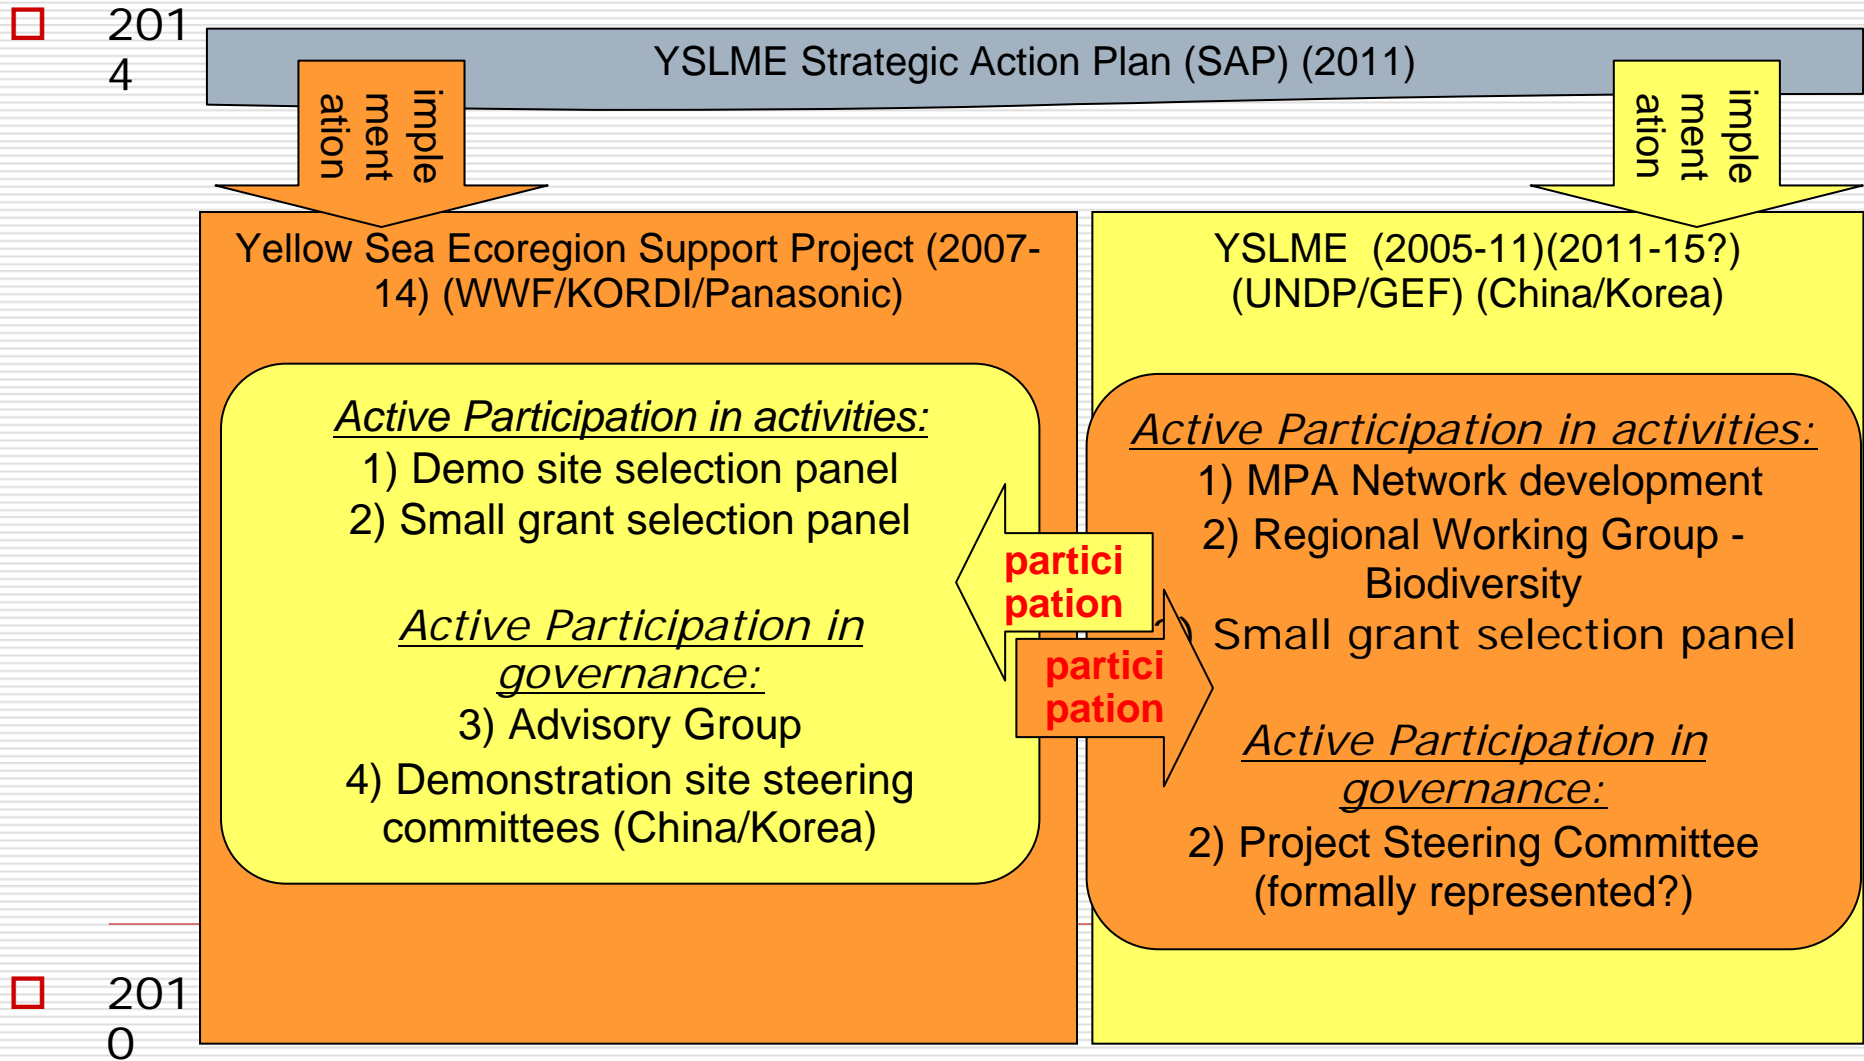 201
4
YSLME Strategic Action Plan (SAP) (2011)
imple
ment
ation
imple
ment
ation
Yellow Sea Ecoregion Support Project (2007-
14) (WWF/KORDI/Panasonic)
Active Participation in activities:
1) Demo site selection panel
2) Small grant selection panel
Active Participation in
governance:
3) Advisory Group
4) Demonstration site steering
committees (China/Korea)
partici
pation
partici
pation
YSLME (2005-11)(2011-15?)
(UNDP/GEF) (China/Korea)
Active Participation in activities:
1) MPA Network development
2) Regional Working Group -
Biodiversity
) Small grant selection panel
Active Participation in
governance:
2) Project Steering Committee
(formally represented?)
201
0